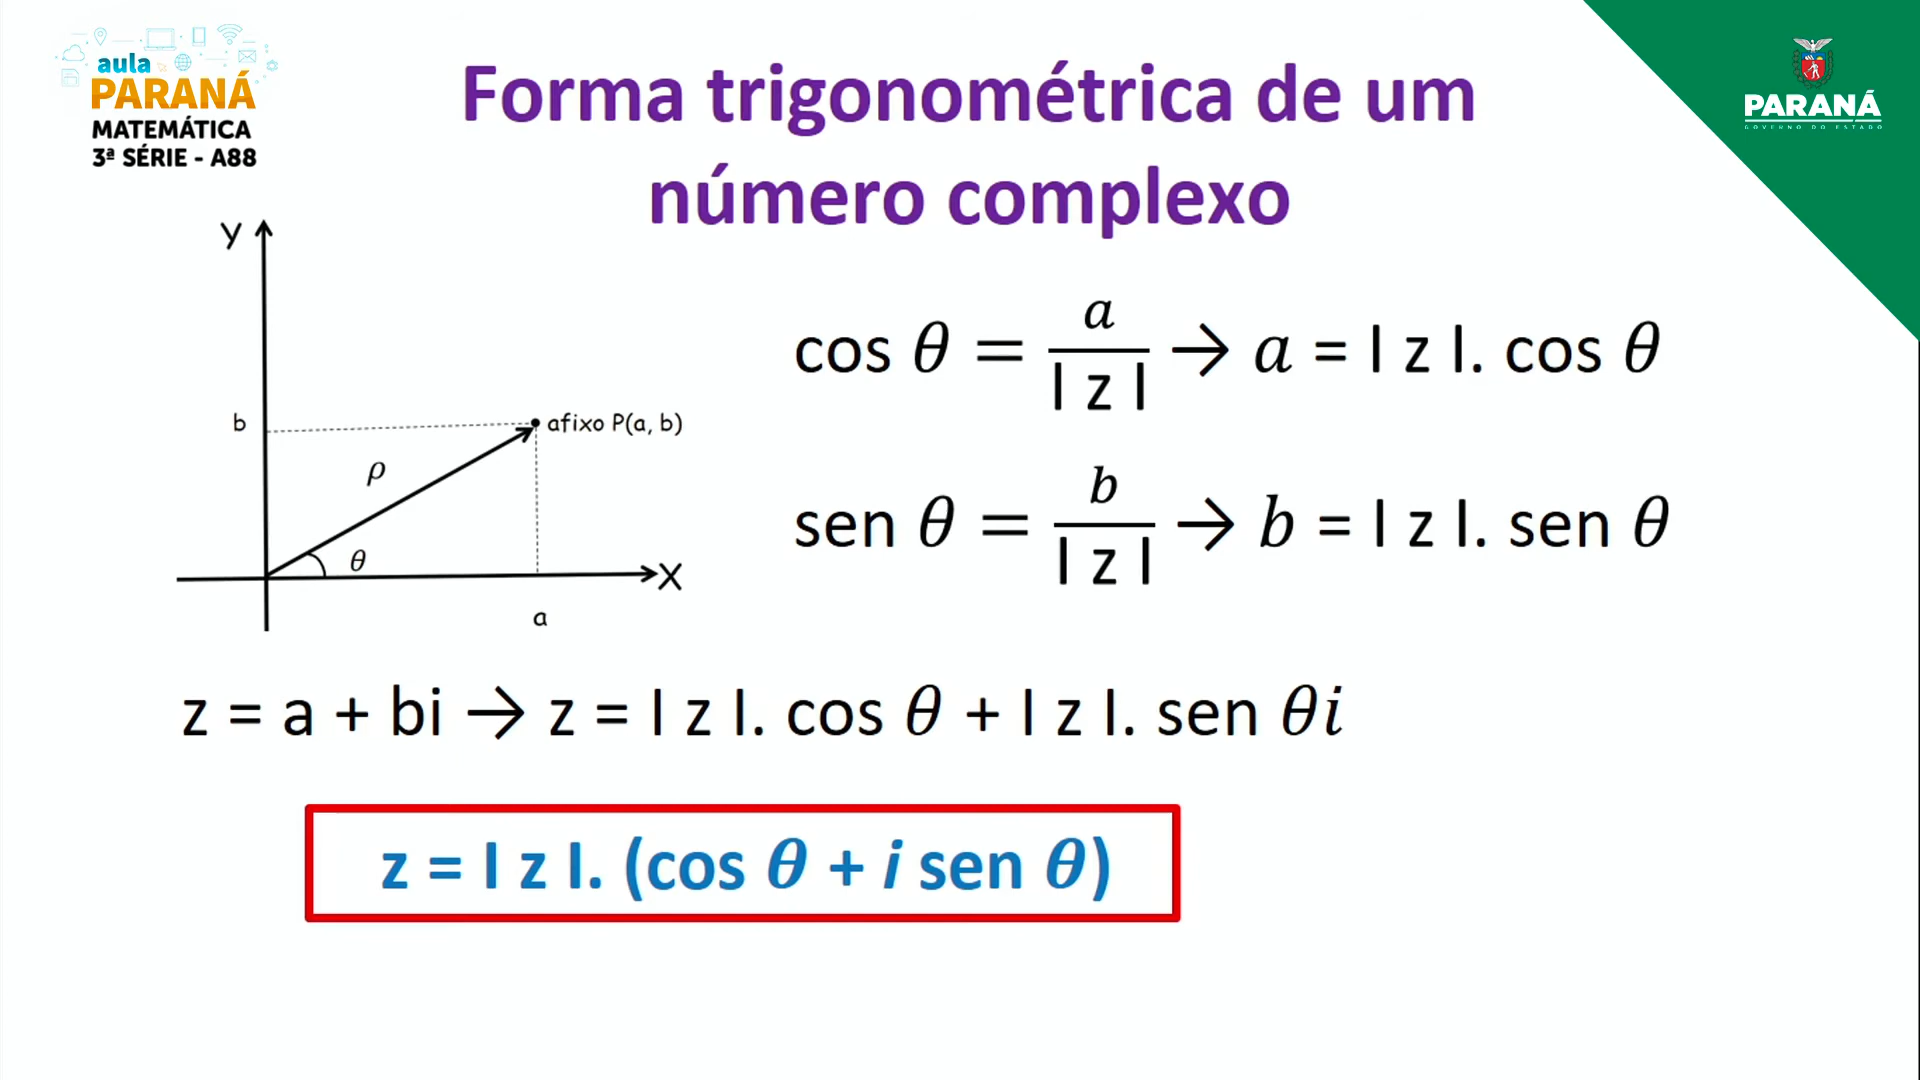 aula
PARANÁ
MATEMÁTICA
3ª SÉRIE - A88
Forma trigonométrica de um
número complexo
PARANÁ
GOVERNO DO ESTADO
Y
b
afixo P(a, b)
ρ
θ
X
a
cos θ = a / I z I → a = I z I. cos θ
sen θ = b / I z I → b = I z I. sen θ
z = a + bi → z = I z I. cos θ + I z I. sen θi
z = I z I. (cos θ + i sen θ)